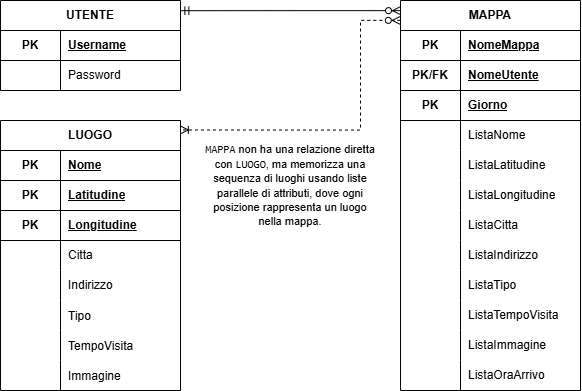 UTENTE
PK Username
Password
LUOGO
PK Nome
PK Latitudine
PK Longitudine
Citta
Indirizzo
Tipo
TempoVisita
Immagine
MAPPA non ha una relazione diretta
con LUOGO, ma memorizza una
sequenza di luoghi usando liste
parallele di attributi, dove ogni
posizione rappresenta un luogo
nella mappa.
MAPPA
PK NomeMappa
PK/FK NomeUtente
PK Giorno
ListaNome
ListaLatitudine
ListaLongitudine
ListaCitta
ListaIndirizzo
ListaTipo
ListaTempoVisita
ListaImmagine
ListaOraArrivo